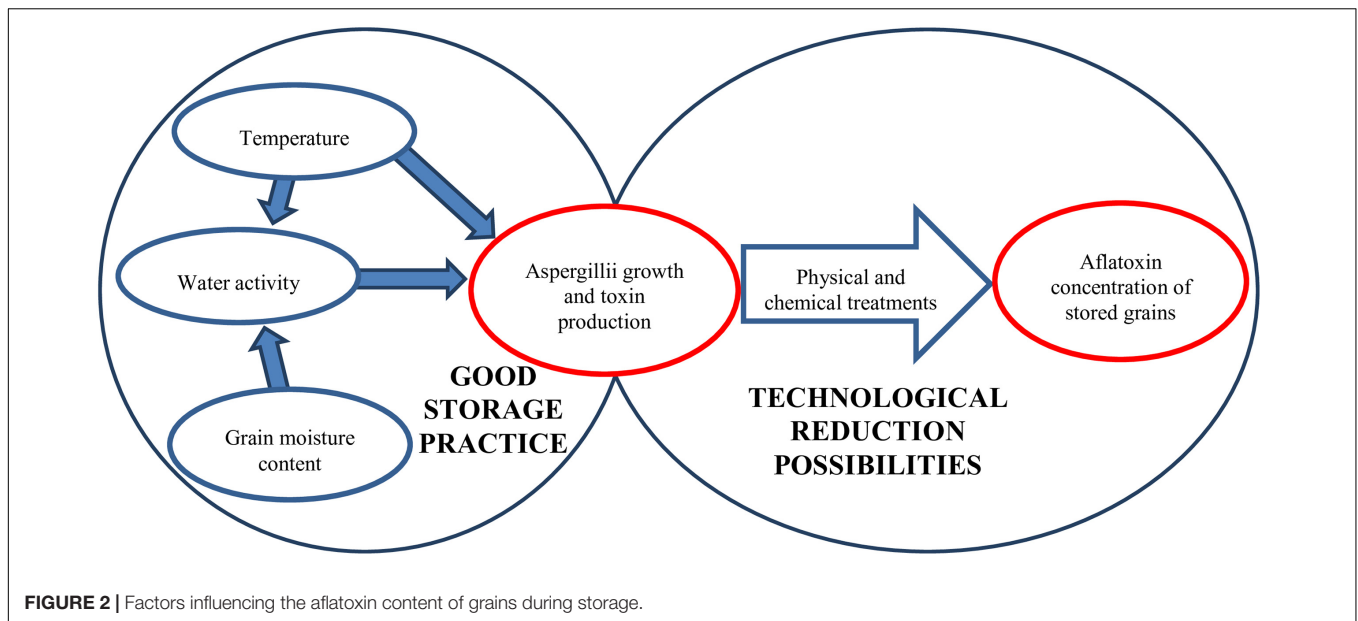 Temperature
Water activity
Grain moisture
content
GOOD
STORAGE
PRACTICE
Aspergillii growth
and toxin
production
Physical and
chemical treatments
TECHNOLOGICAL
REDUCTION
POSSIBILITIES
Aflatoxin
concentration of
stored grains
FIGURE 2 | Factors influencing the aflatoxin content of grains during storage.